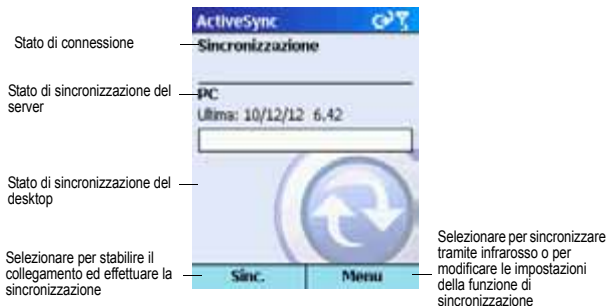 ActiveSync
Stato di connessione
Sincronizzazione
Stato di sincronizzazione del
server
PC
Ultima: 10/12/12 6.42
Stato di sincronizzazione del
desktop
Selezionare per stabilire il
collegamento ed effettuare la
sincronizzazione
Sinc.
Menu
Selezionare per sincronizzare
tramite infrarosso o per
modificare le impostazioni
della funzione di
sincronizzazione